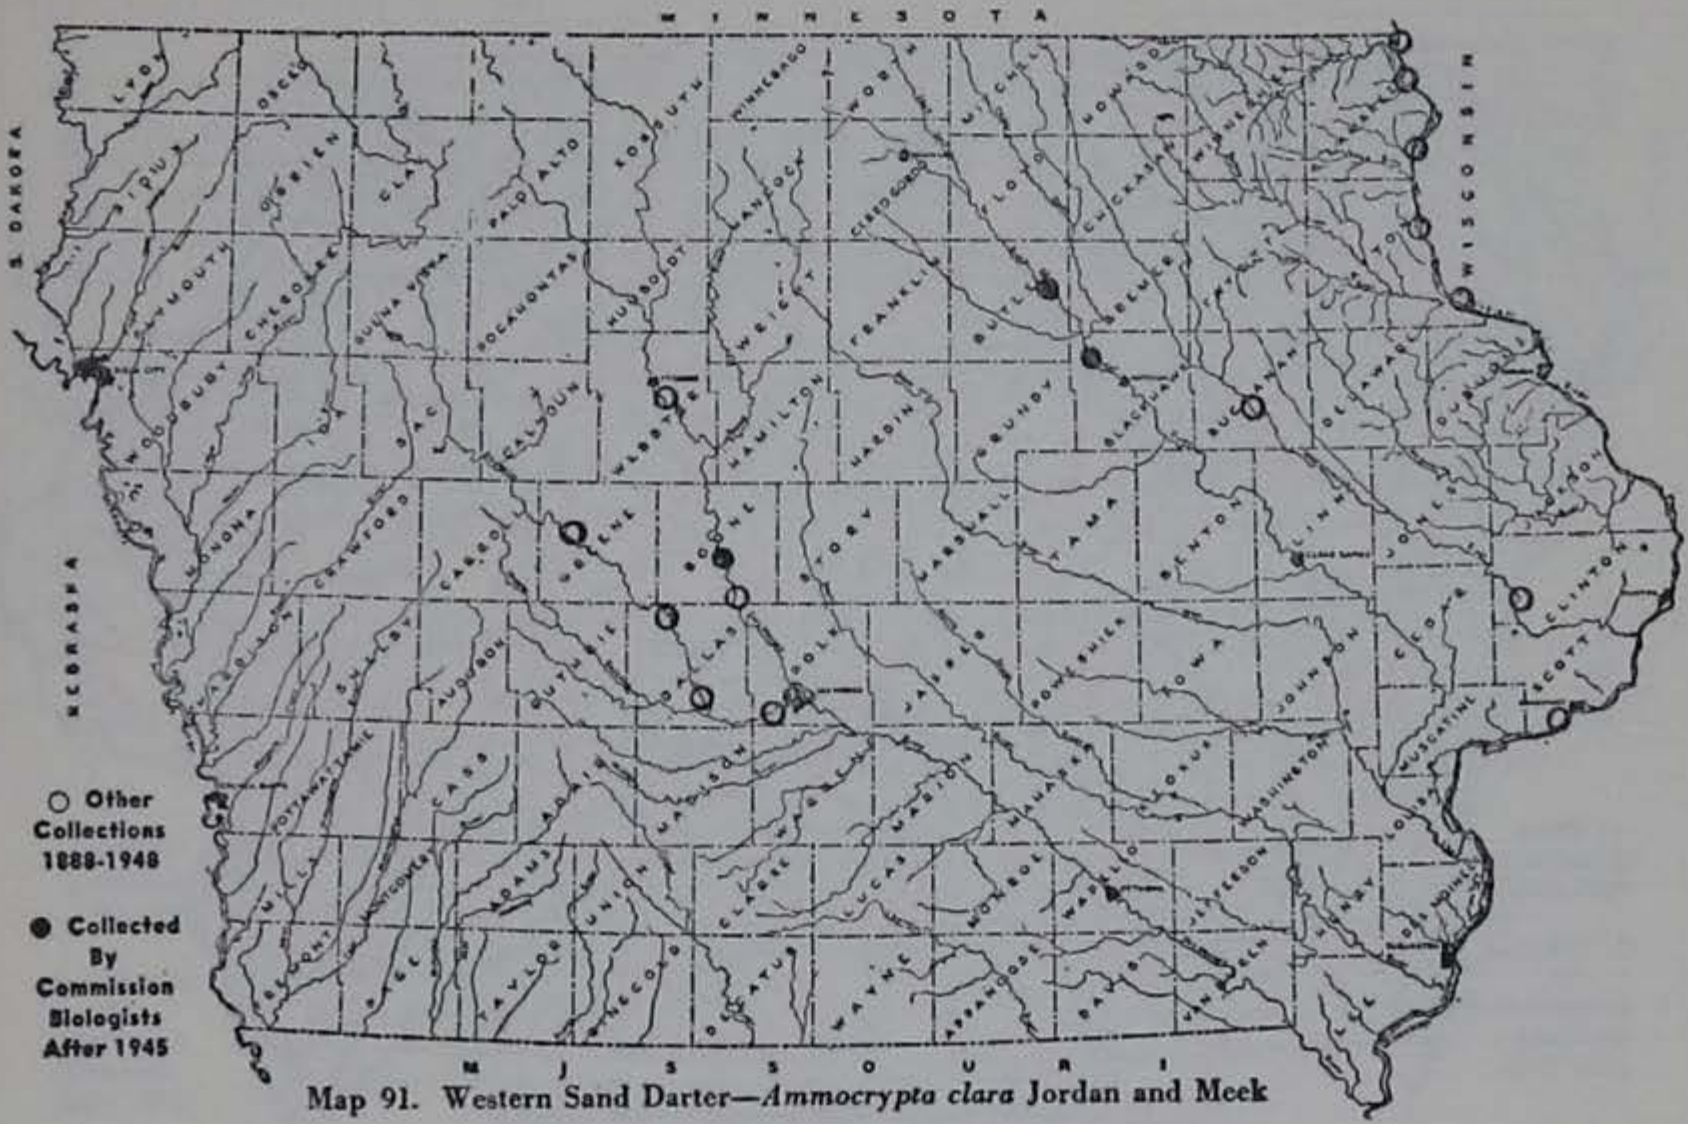 MINNESOTA
S. DAKORA
WISCONSIN
NEBRASKA
LYON
OSCEO
KOSSUTH
WINNEBAGO
WORTH
MITCHELL
HOWARD
WINNESHIEK
SIOUX
O'BRIEN
CLAY
PALO ALTO
HANCOCK
CERRO GORDO
FLOYD
CHICKASAW
PLYMOUTH
CHEROKEE
BUENA VISTA
POCAHONTAS
HUMBOLDT
WRIGHT
FRANKLIN
BUTLER
BREMER
FAYETTE
WOODBURY
IDA
SAC
CALHOUN
WEBSTER
HAMILTON
HARDIN
GRUNDY
BLACKHAWK
BUCHANAN
DELAWARE
DUBUQUE
MONONA
CRAWFORD
CARROLL
GREENE
BOONE
STORY
MARSHALL
TAMA
BENTON
LINN
JONES
JACKSON
CLINTON
HARRISON
SHELBY
AUDUBON
GUTHRIE
DALLAS
POLK
JASPER
POWESHIEK
IOWA
JOHNSON
CEDAR
SCOTT
MUSCATINE
POTTAWATTAMIE
CASS
ADAIR
MADISON
WARREN
MARION
MAHASKA
KEOKUK
WASHINGTON
LOUISA
MILLS
MONTGOMERY
ADAMS
UNION
CLARKE
LUCAS
MONROE
WAPELLO
JEFFERSON
HENRY
DES MOINES
FREMONT
PAGE
TAYLOR
RINGGOLD
DECATUR
WAYNE
APPANOOSE
DAVIS
VAN BUREN
LEE
Other
Collections
1888-1948
Collected
By
Commission
Biologists
After 1945
MISSOURI
Map 91. Western Sand Darter—Ammocrypta clara Jordan and Meek